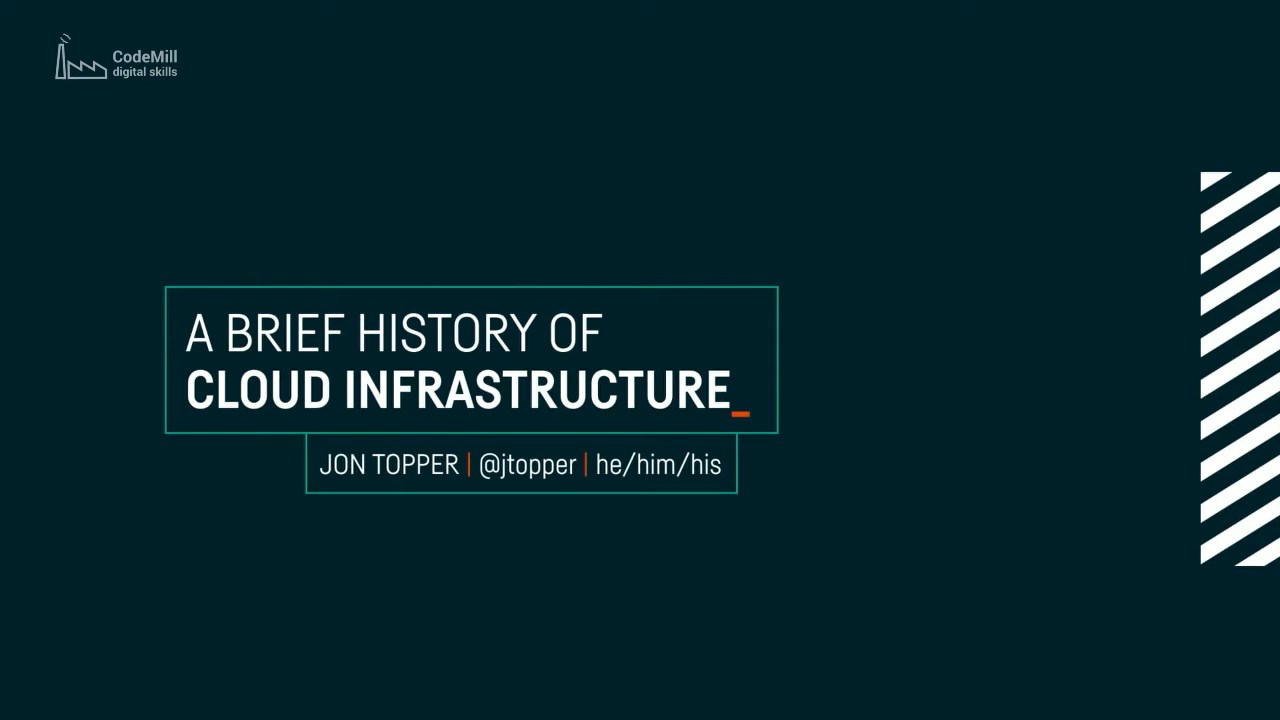 CodeMill
digital skills
A BRIEF HISTORY OF
CLOUD INFRASTRUCTURE_
JON TOPPER | @jtopper | he/him/his